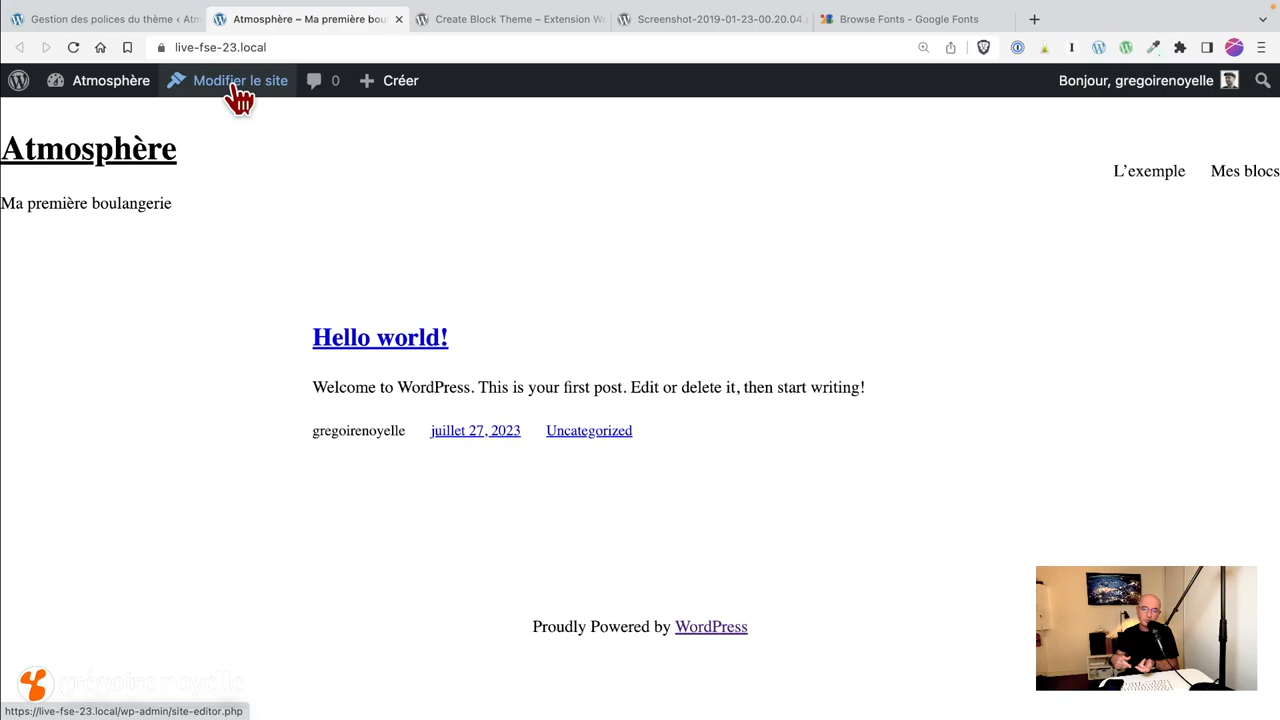 Gestion des polices du thème ‹ Atm
Atmosphère – Ma première bou
Create Block Theme – Extension Wo
Screenshot-2019-01-23-00.20.04.
Browse Fonts - Google Fonts
live-fse-23.local
Atmosphère
Modifier le site
0
Créer
Bonjour, gregoirenoyelle
Atmosphère
L'exemple
Mes blocs
Ma première boulangerie
Hello world!
Welcome to WordPress. This is your first post. Edit or delete it, then start writing!
gregoirenoyelle
juillet 27, 2023
Uncategorized
Proudly Powered by WordPress
grégoire noyelle
https://live-fse-23.local/wp-admin/site-editor.php